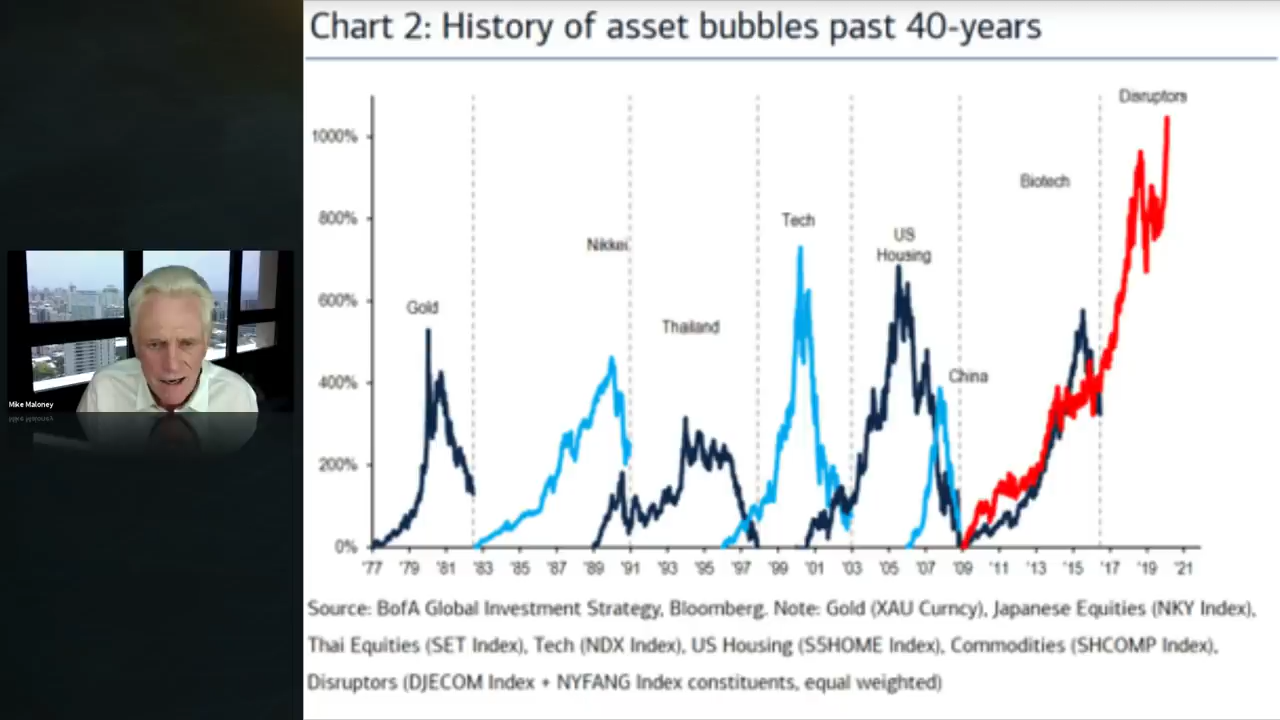 Chart 2: History of asset bubbles past 40-years
Disruptors
1000%
Biotech
800%
Tech
US
Housing
Nikkei
600%
Gold
Thailand
400%
China
200%
0%
'77 '79 '81 '83 '85 '87 '89 '91 '93 '95 '97 '99 '01 '03 '05 '07 '09 '11 '13 '15 '17 '19 '21
Mike Maloney
Source: BofA Global Investment Strategy, Bloomberg. Note: Gold (XAU Curncy), Japanese Equities (NKY Index),
Thai Equities (SET Index), Tech (NDX Index), US Housing (S5HOME Index), Commodities (SHCOMP Index),
Disruptors (DJECOM Index + NYFANG Index constituents, equal weighted)